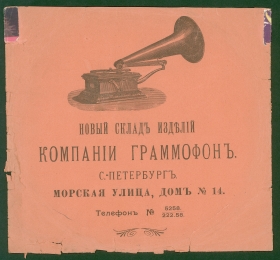 НОВЫЙ СКЛАДЪ ИЗДѢЛІЙ
КОМПАНІИ ГРАММОФОНЪ.
С.-ПЕТЕРБУРГЪ.
МОРСКАЯ УЛИЦА, ДОМЪ № 14.
Телефонъ №